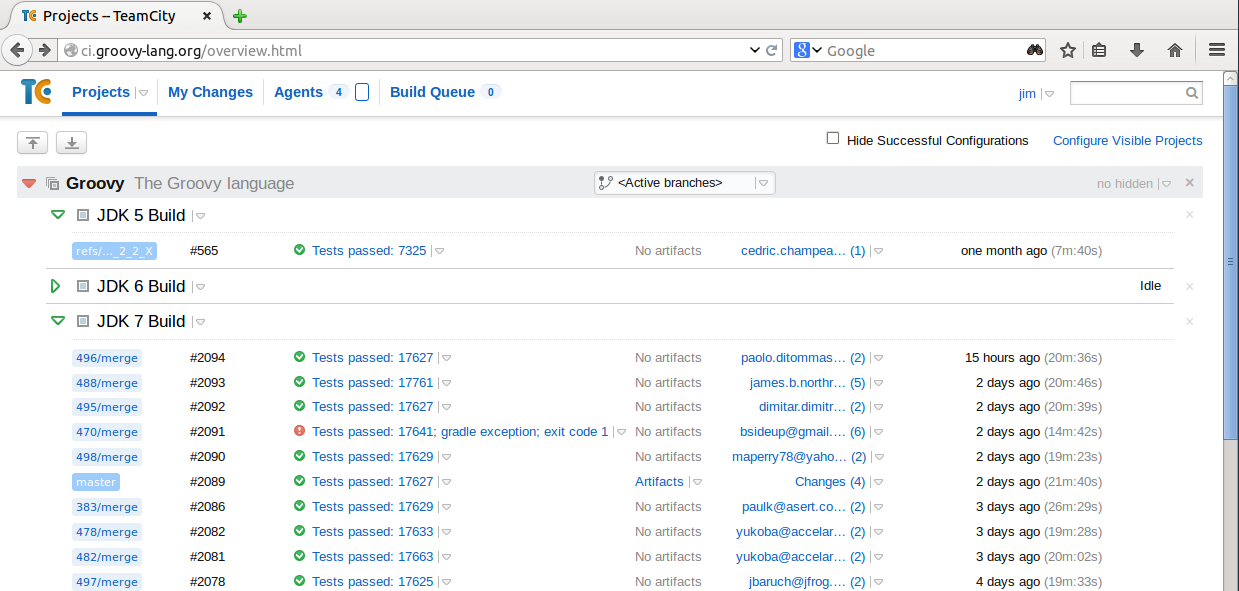 Projects – TeamCity
ci.groovy-lang.org/overview.html
8 Google
TC Projects My Changes Agents 4 Build Queue 0 jim
Hide Successful Configurations Configure Visible Projects
Groovy The Groovy language <Active branches> no hidden
JDK 5 Build
refs/..._2_2_X #565 Tests passed: 7325 No artifacts cedric.champea... (1) one month ago (7m:40s)
JDK 6 Build Idle
JDK 7 Build
496/merge #2094 Tests passed: 17627 No artifacts paolo.ditommas... (2) 15 hours ago (20m:36s)
488/merge #2093 Tests passed: 17761 No artifacts james.b.northr... (5) 2 days ago (20m:46s)
495/merge #2092 Tests passed: 17627 No artifacts dimitar.dimitr... (2) 2 days ago (20m:39s)
470/merge #2091 Tests passed: 17641; gradle exception; exit code 1 No artifacts bsideup@gmail.... (6) 2 days ago (14m:42s)
498/merge #2090 Tests passed: 17629 No artifacts maperry78@yaho... (2) 2 days ago (19m:23s)
master #2089 Tests passed: 17627 Artifacts Changes (4) 2 days ago (21m:40s)
383/merge #2086 Tests passed: 17629 No artifacts paulk@asert.co... (2) 3 days ago (26m:29s)
478/merge #2082 Tests passed: 17633 No artifacts yukoba@accelar... (2) 3 days ago (19m:28s)
482/merge #2081 Tests passed: 17663 No artifacts yukoba@accelar... (2) 3 days ago (20m:02s)
497/merge #2078 Tests passed: 17625 No artifacts jbaruch@jfrog.... (2) 4 days ago (19m:33s)